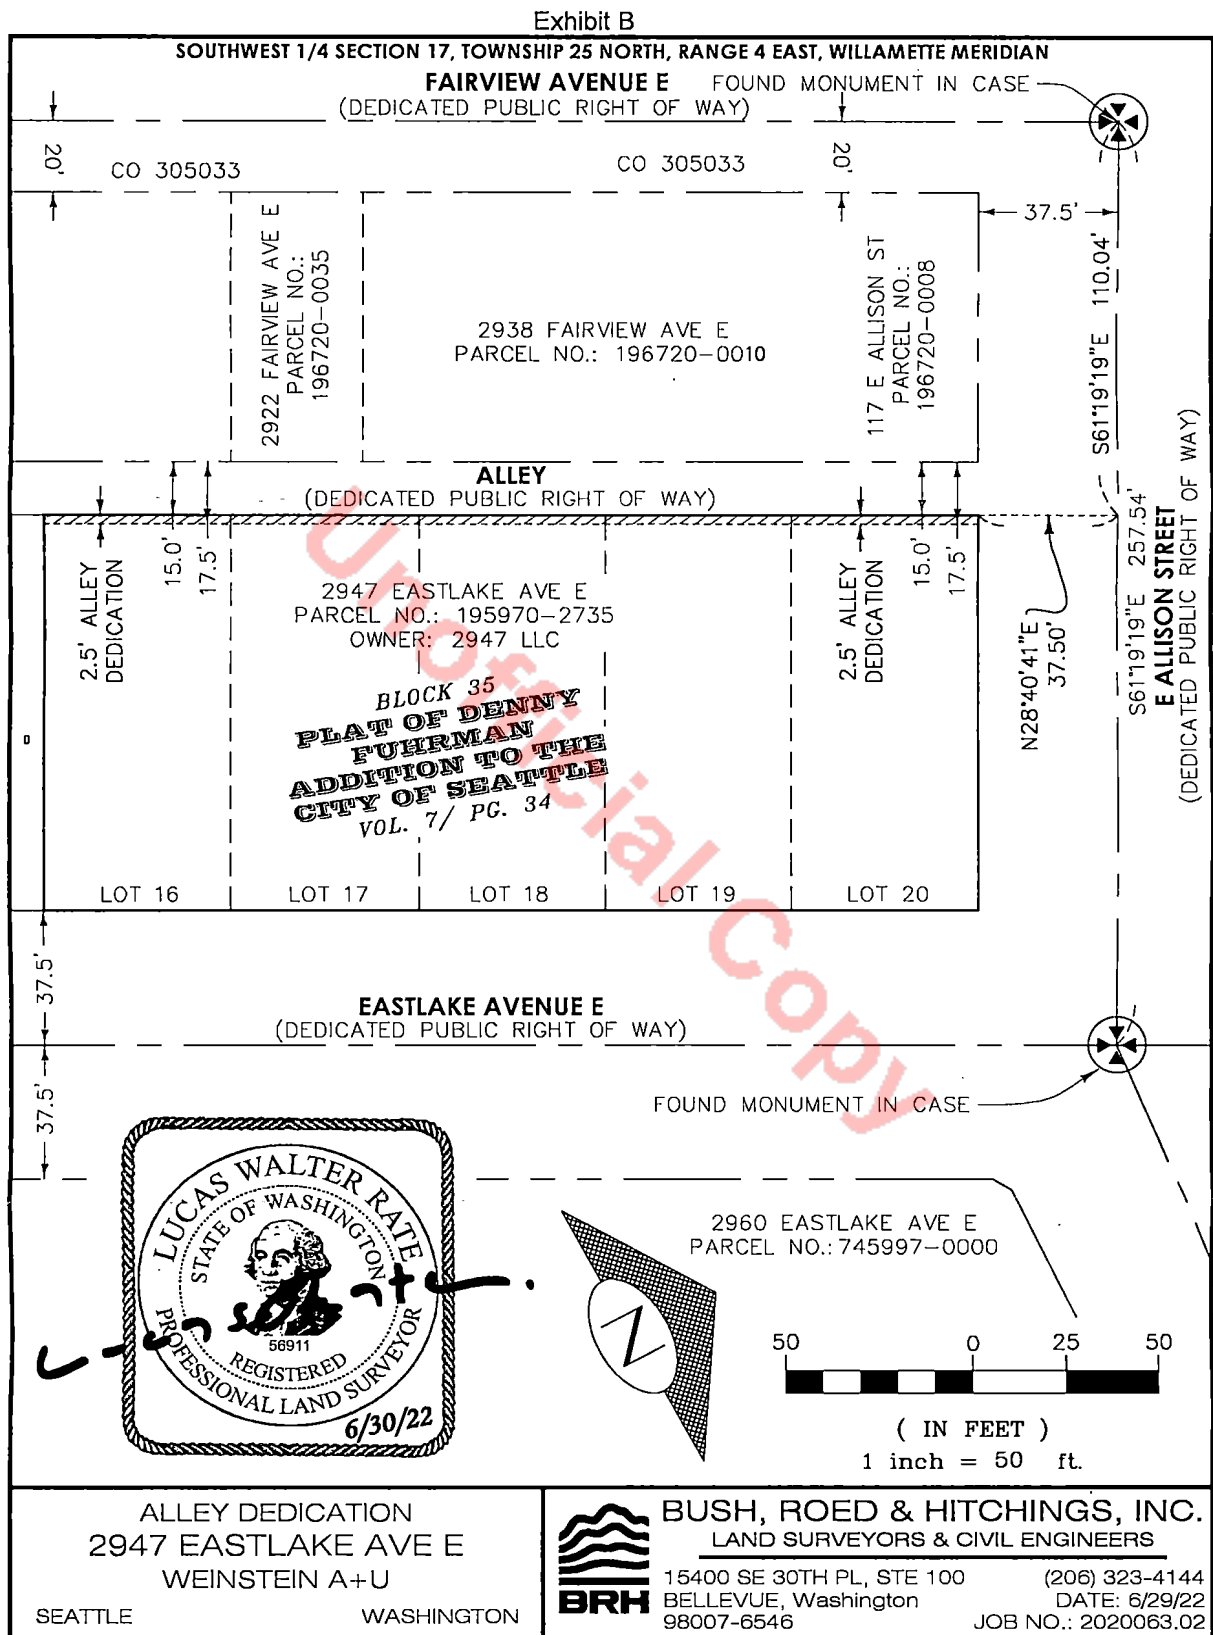 Exhibit B
SOUTHWEST 1/4 SECTION 17, TOWNSHIP 25 NORTH, RANGE 4 EAST, WILLAMETTE MERIDIAN
FAIRVIEW AVENUE E
(DEDICATED PUBLIC RIGHT OF WAY)
FOUND MONUMENT IN CASE
20'
CO 305033
CO 305033
20'
37.5'
2922 FAIRVIEW AVE E
PARCEL NO.:
196720-0035
2938 FAIRVIEW AVE E
PARCEL NO.: 196720-0010
117 E ALLISON ST
PARCEL NO.:
196720-0008
S61°19'19"E 110.04'
ALLEY
(DEDICATED PUBLIC RIGHT OF WAY)
2.5' ALLEY
DEDICATION
15.0'
17.5'
2947 EASTLAKE AVE E
PARCEL NO.: 195970-2735
OWNER: 2947 LLC
2.5' ALLEY
DEDICATION
15.0'
17.5'
N28°40'41"E
37.50'
S61°19'19"E 257.54'
E ALLISON STREET
(DEDICATED PUBLIC RIGHT OF WAY)
BLOCK 35
PLAT OF DENNY
FUHRMAN
ADDITION TO THE
CITY OF SEATTLE
VOL. 7/ PG. 34
LOT 16
LOT 17
LOT 18
LOT 19
LOT 20
37.5'
EASTLAKE AVENUE E
(DEDICATED PUBLIC RIGHT OF WAY)
37.5'
FOUND MONUMENT IN CASE
Unofficial Copy
2960 EASTLAKE AVE E
PARCEL NO.: 745997-0000
LUCAS WALTER RATE
STATE OF WASHINGTON
56911
REGISTERED
PROFESSIONAL LAND SURVEYOR
6/30/22
N
50 0 25 50
( IN FEET )
1 inch = 50 ft.
ALLEY DEDICATION
2947 EASTLAKE AVE E
WEINSTEIN A+U
SEATTLE WASHINGTON
BRH
BUSH, ROED & HITCHINGS, INC.
LAND SURVEYORS & CIVIL ENGINEERS
15400 SE 30TH PL, STE 100 (206) 323-4144
BELLEVUE, Washington DATE: 6/29/22
98007-6546 JOB NO.: 2020063.02